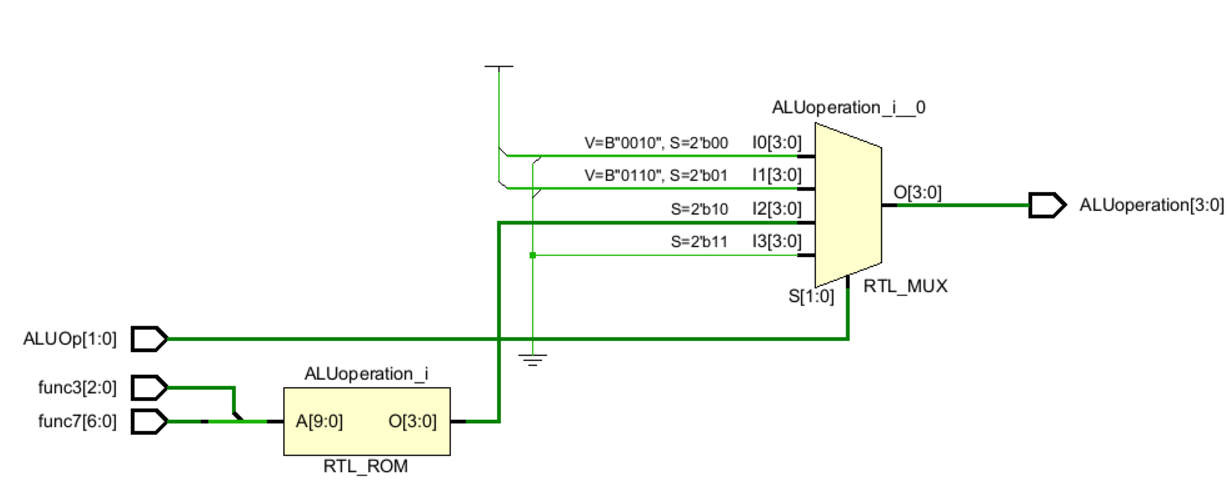 ALUoperation_i__0
V=B"0010", S=2'b00 I0[3:0]
V=B"0110", S=2'b01 I1[3:0]
S=2'b10 I2[3:0]
S=2'b11 I3[3:0]
O[3:0]
ALUoperation[3:0]
S[1:0]
RTL_MUX
ALUOp[1:0]
func3[2:0]
func7[6:0]
ALUoperation_i
A[9:0] O[3:0]
RTL_ROM